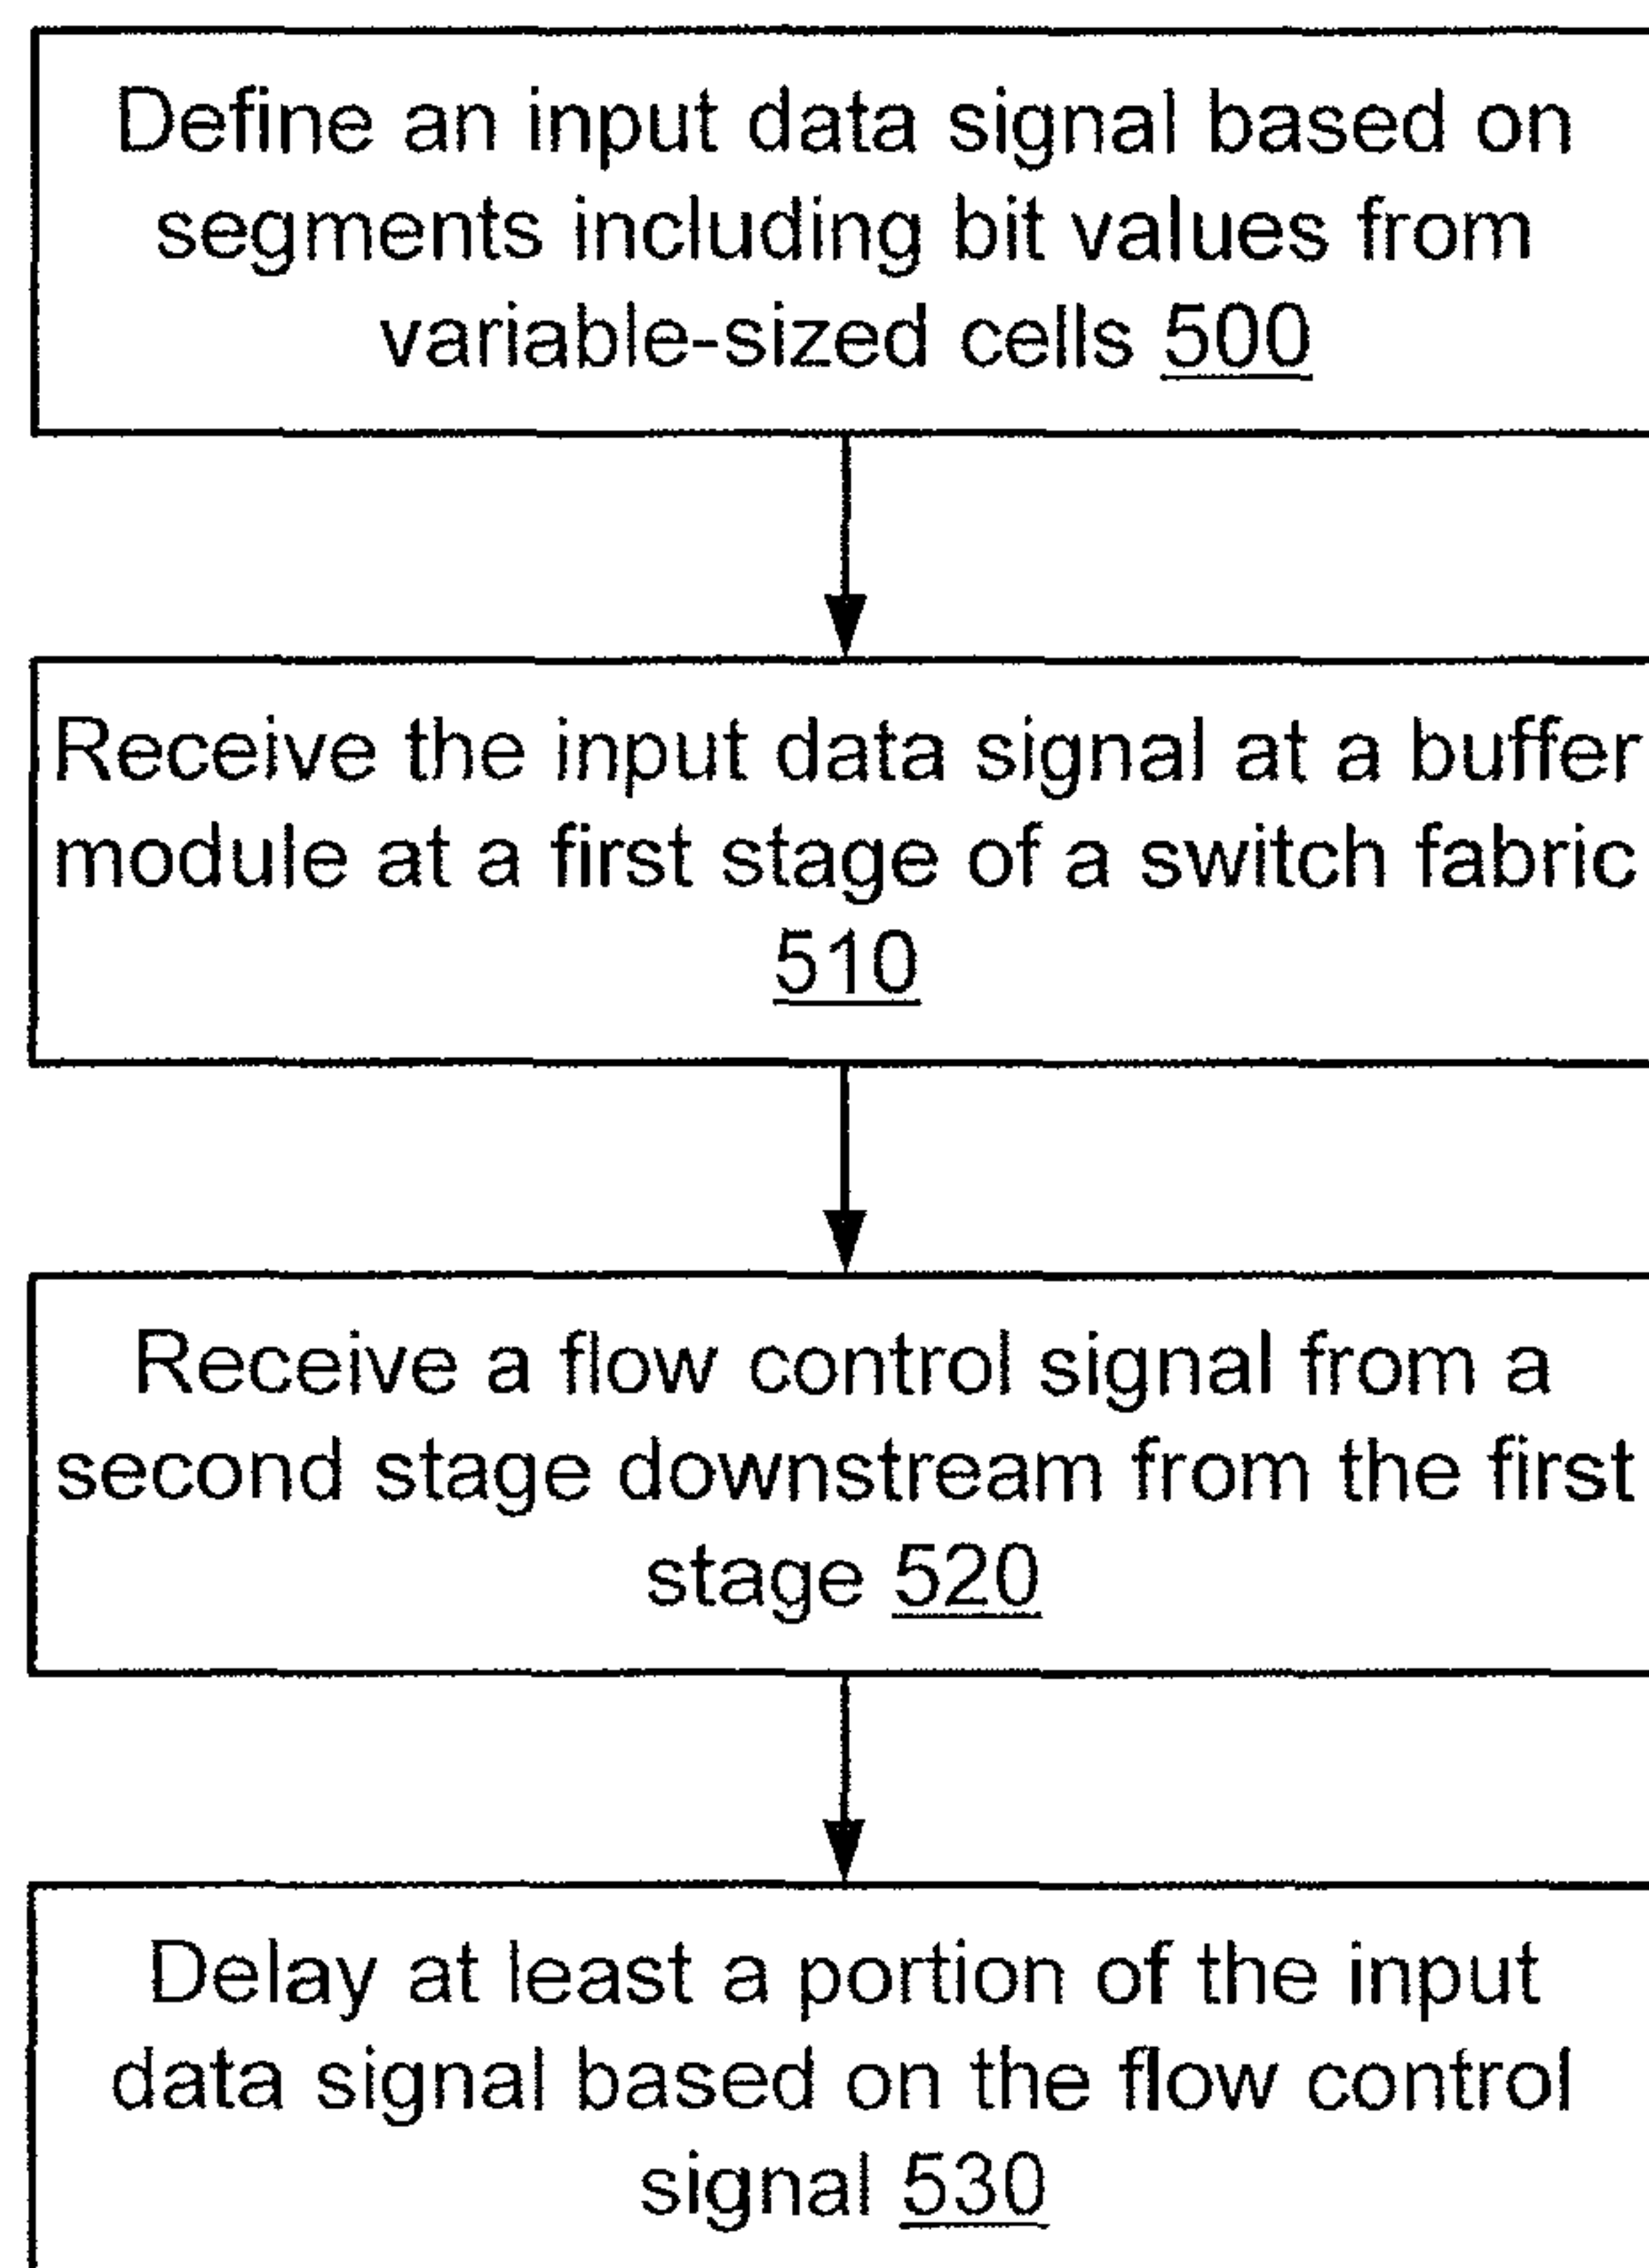 Define an input data signal based on
segments including bit values from
variable-sized cells 500
Receive the input data signal at a buffer
module at a first stage of a switch fabric
510
Receive a flow control signal from a
second stage downstream from the first
stage 520
Delay at least a portion of the input
data signal based on the flow control
signal 530